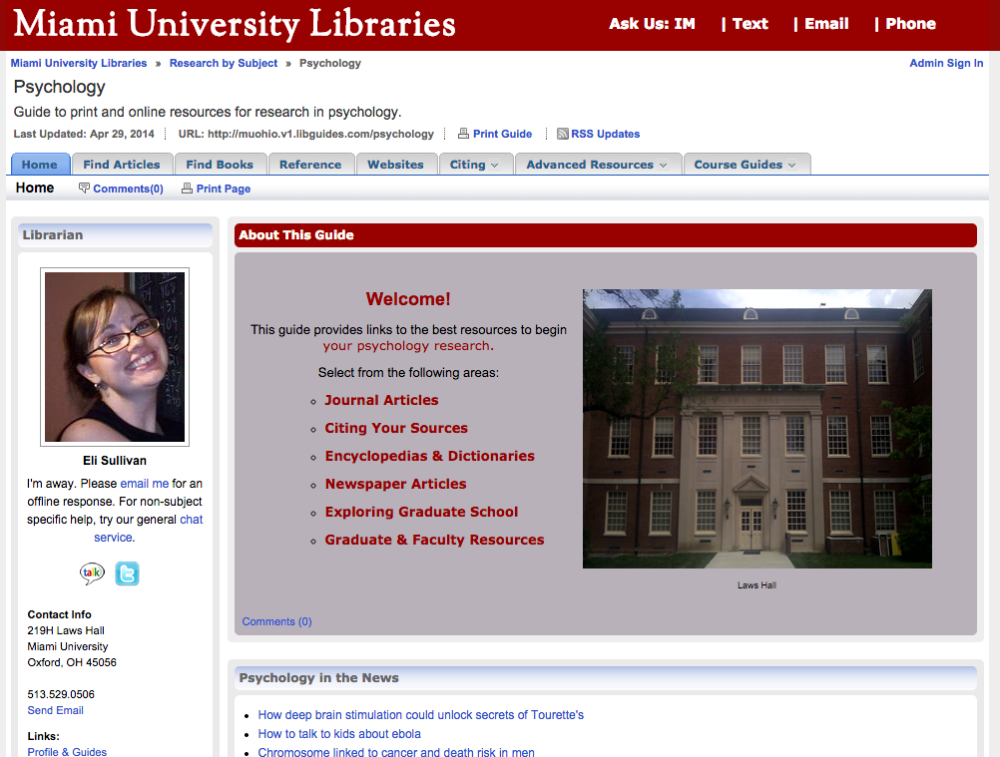 Miami University Libraries
Ask Us: IM | Text | Email | Phone
Miami University Libraries » Research by Subject » Psychology
Admin Sign In
Psychology
Guide to print and online resources for research in psychology.
Last Updated: Apr 29, 2014 URL: http://muohio.v1.libguides.com/psychology Print Guide RSS Updates
Home Find Articles Find Books Reference Websites Citing Advanced Resources Course Guides
Home Comments(0) Print Page
Librarian
Eli Sullivan
I'm away. Please email me for an
offline response. For non-subject
specific help, try our general chat
service.
talk
Contact Info
219H Laws Hall
Miami University
Oxford, OH 45056
513.529.0506
Send Email
Links:
Profile & Guides
About This Guide
Welcome!
This guide provides links to the best resources to begin
your psychology research.
Select from the following areas:
Journal Articles
Citing Your Sources
Encyclopedias & Dictionaries
Newspaper Articles
Exploring Graduate School
Graduate & Faculty Resources
Laws Hall
Comments (0)
Psychology in the News
How deep brain stimulation could unlock secrets of Tourette's
How to talk to kids about ebola
Chromosome linked to cancer and death risk in men